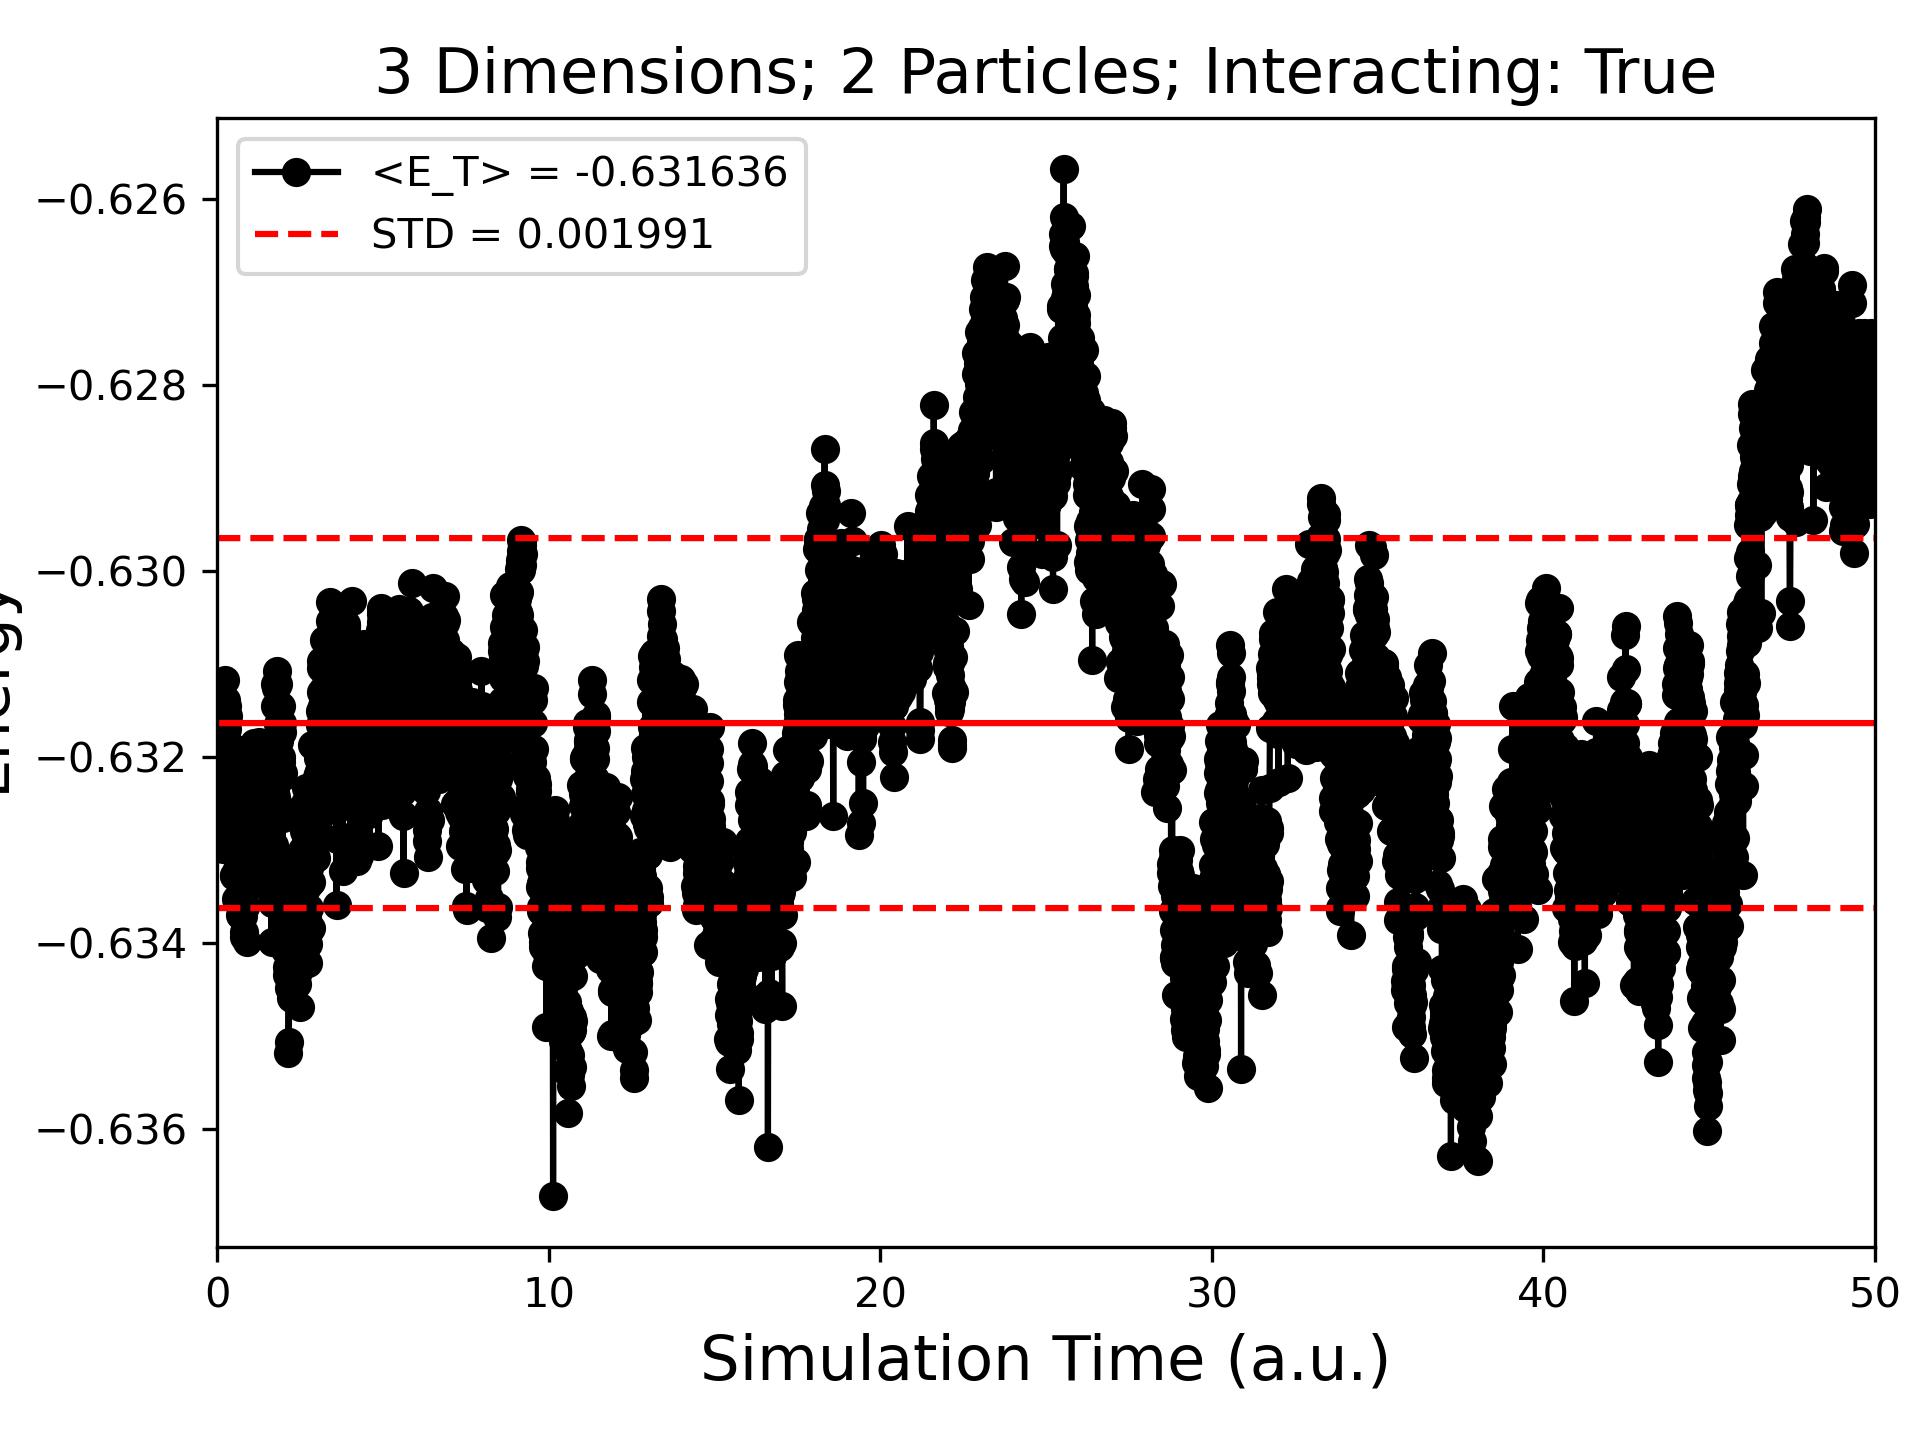 3 Dimensions; 2 Particles; Interacting: True
<E_T> = -0.631636
STD = 0.001991
−0.626
−0.628
−0.630
−0.632
−0.634
−0.636
Energy
0 10 20 30 40 50
Simulation Time (a.u.)